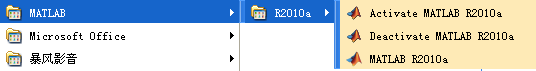 MATLAB
Microsoft Office
暴风影音
R2010a
Activate MATLAB R2010a
Deactivate MATLAB R2010a
MATLAB R2010a